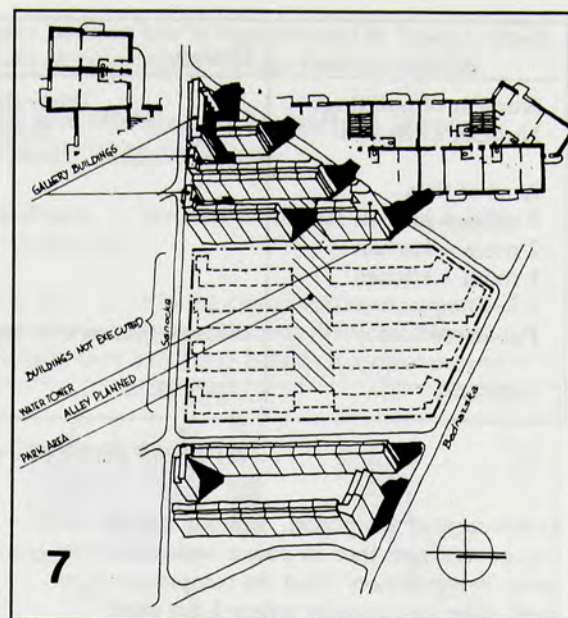 GALLERY BUILDINGS
BUILDINGS NOT EXECUTED
Sanocka
WATER TOWER
ALLEY PLANNED
PARK AREA
Bednarska
7